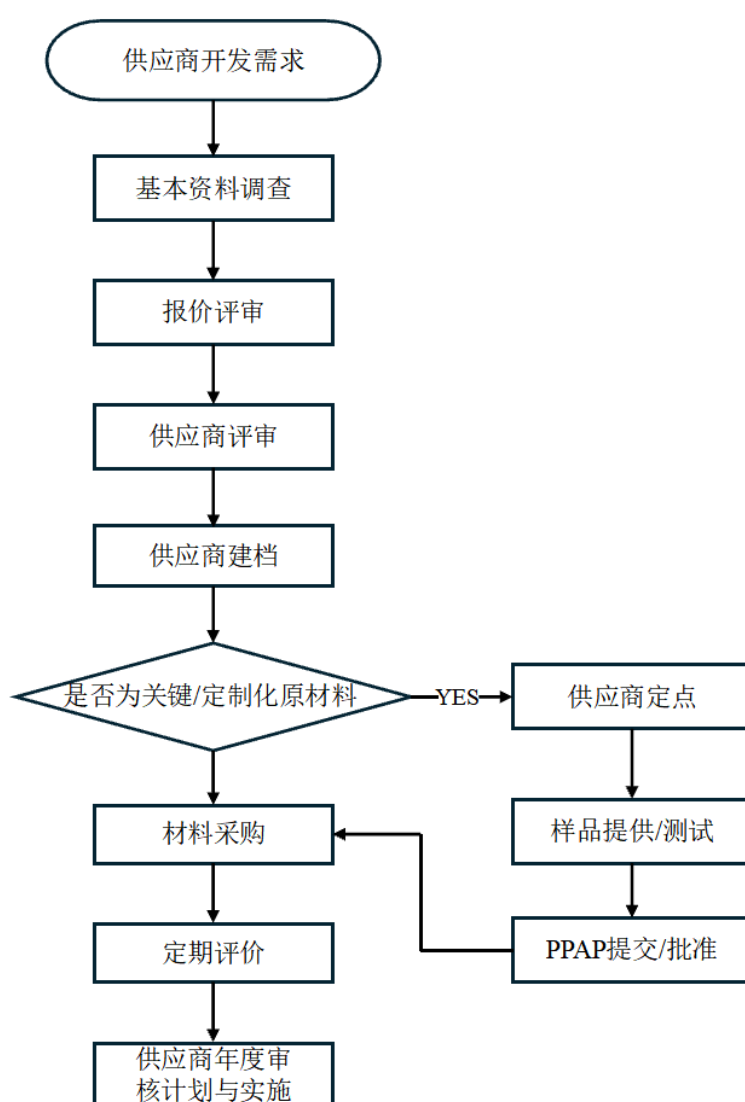 供应商开发需求
基本资料调查
报价评审
供应商评审
供应商建档
是否为关键/定制化原材料
YES
供应商定点
材料采购
样品提供/测试
定期评价
PPAP提交/批准
供应商年度审
核计划与实施